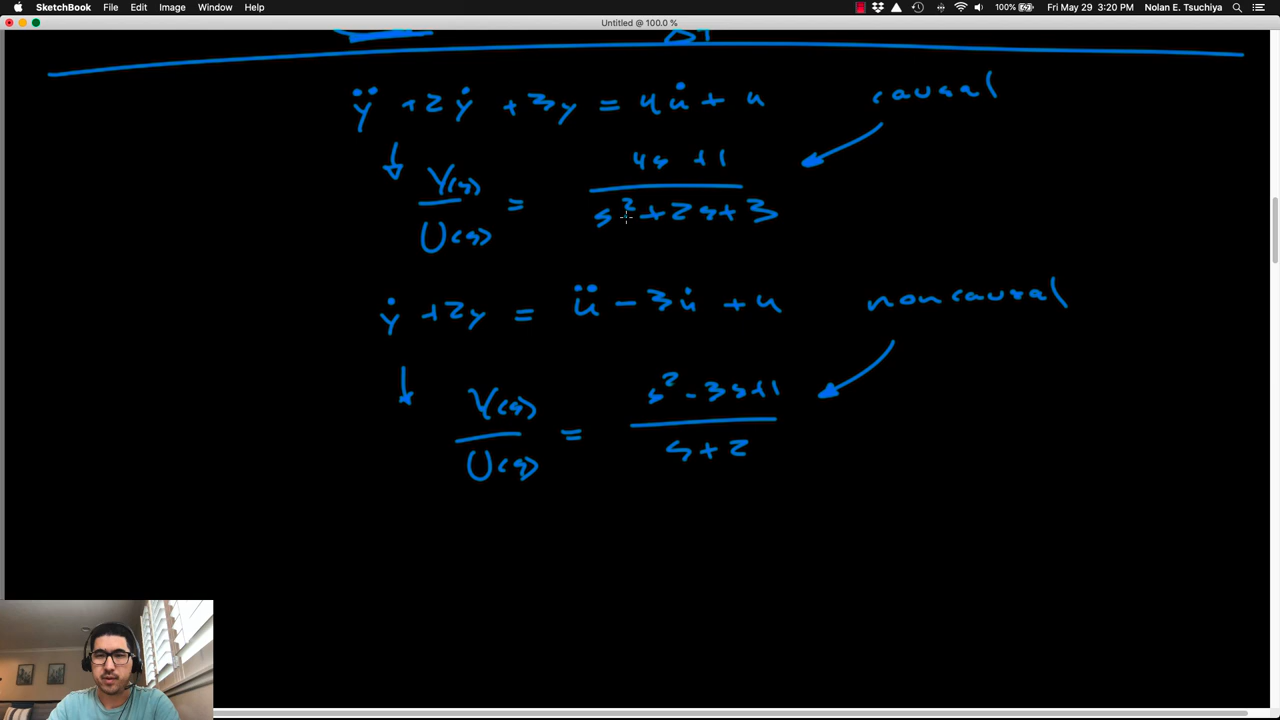 SketchBook File Edit Image Window Help 100% Fri May 29 3:20 PM Nolan E. Tsuchiya
Untitled @ 100.0 %
ÿ + 2ẏ + 3y = 4u̇ + u
causal
Y(s)/U(s) = (4s + 1)/(s² + 2s + 3)
ẏ + 2y = ü - 3u̇ + u
noncausal
Y(s)/U(s) = (s² - 3s + 1)/(s + 2)